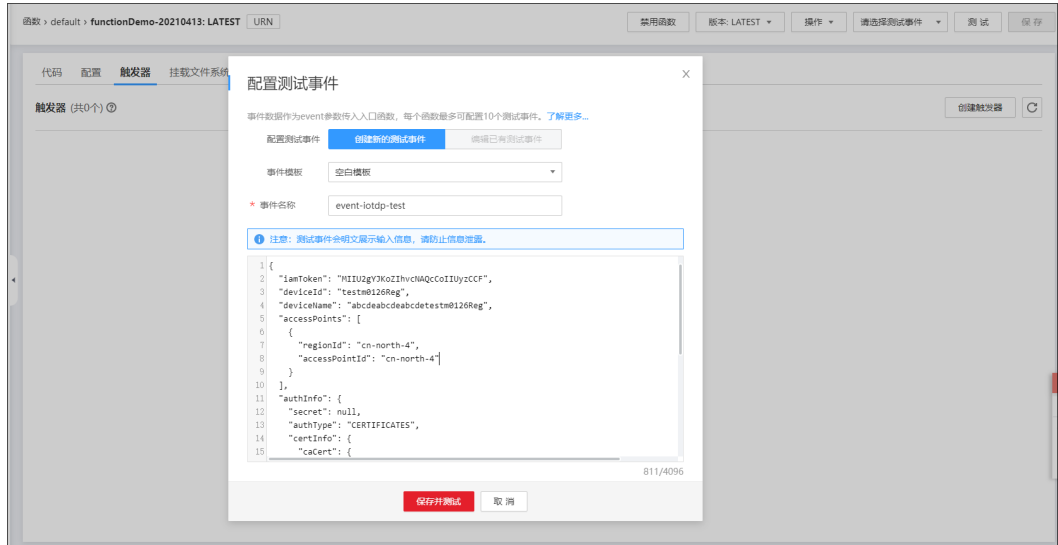 函数 › default › functionDemo-20210413: LATEST URN 禁用函数 版本: LATEST 操作 请选择测试事件 测 试 保 存
代码 配置 触发器 挂载文件系统
触发器 (共0个) 创建触发器
配置测试事件
事件数据作为event参数传入入口函数，每个函数最多可配置10个测试事件。了解更多...
配置测试事件 创建新的测试事件 编辑已有测试事件
事件模板 空白模板
* 事件名称 event-iotdp-test
注意：测试事件会明文展示输入信息，请防止信息泄露。
1 {
2 "iamToken": "MIIU2gYJKoZIhvcNAQcCoIIUyzCCF",
3 "deviceId": "testm0126Reg",
4 "deviceName": "abcdeabcdeabcdetestm0126Reg",
5 "accessPoints": [
6 {
7 "regionId": "cn-north-4",
8 "accessPointId": "cn-north-4"
9 }
10 ],
11 "authInfo": {
12 "secret": null,
13 "authType": "CERTIFICATES",
14 "certInfo": {
15 "caCert": {
811/4096
保存并测试 取 消